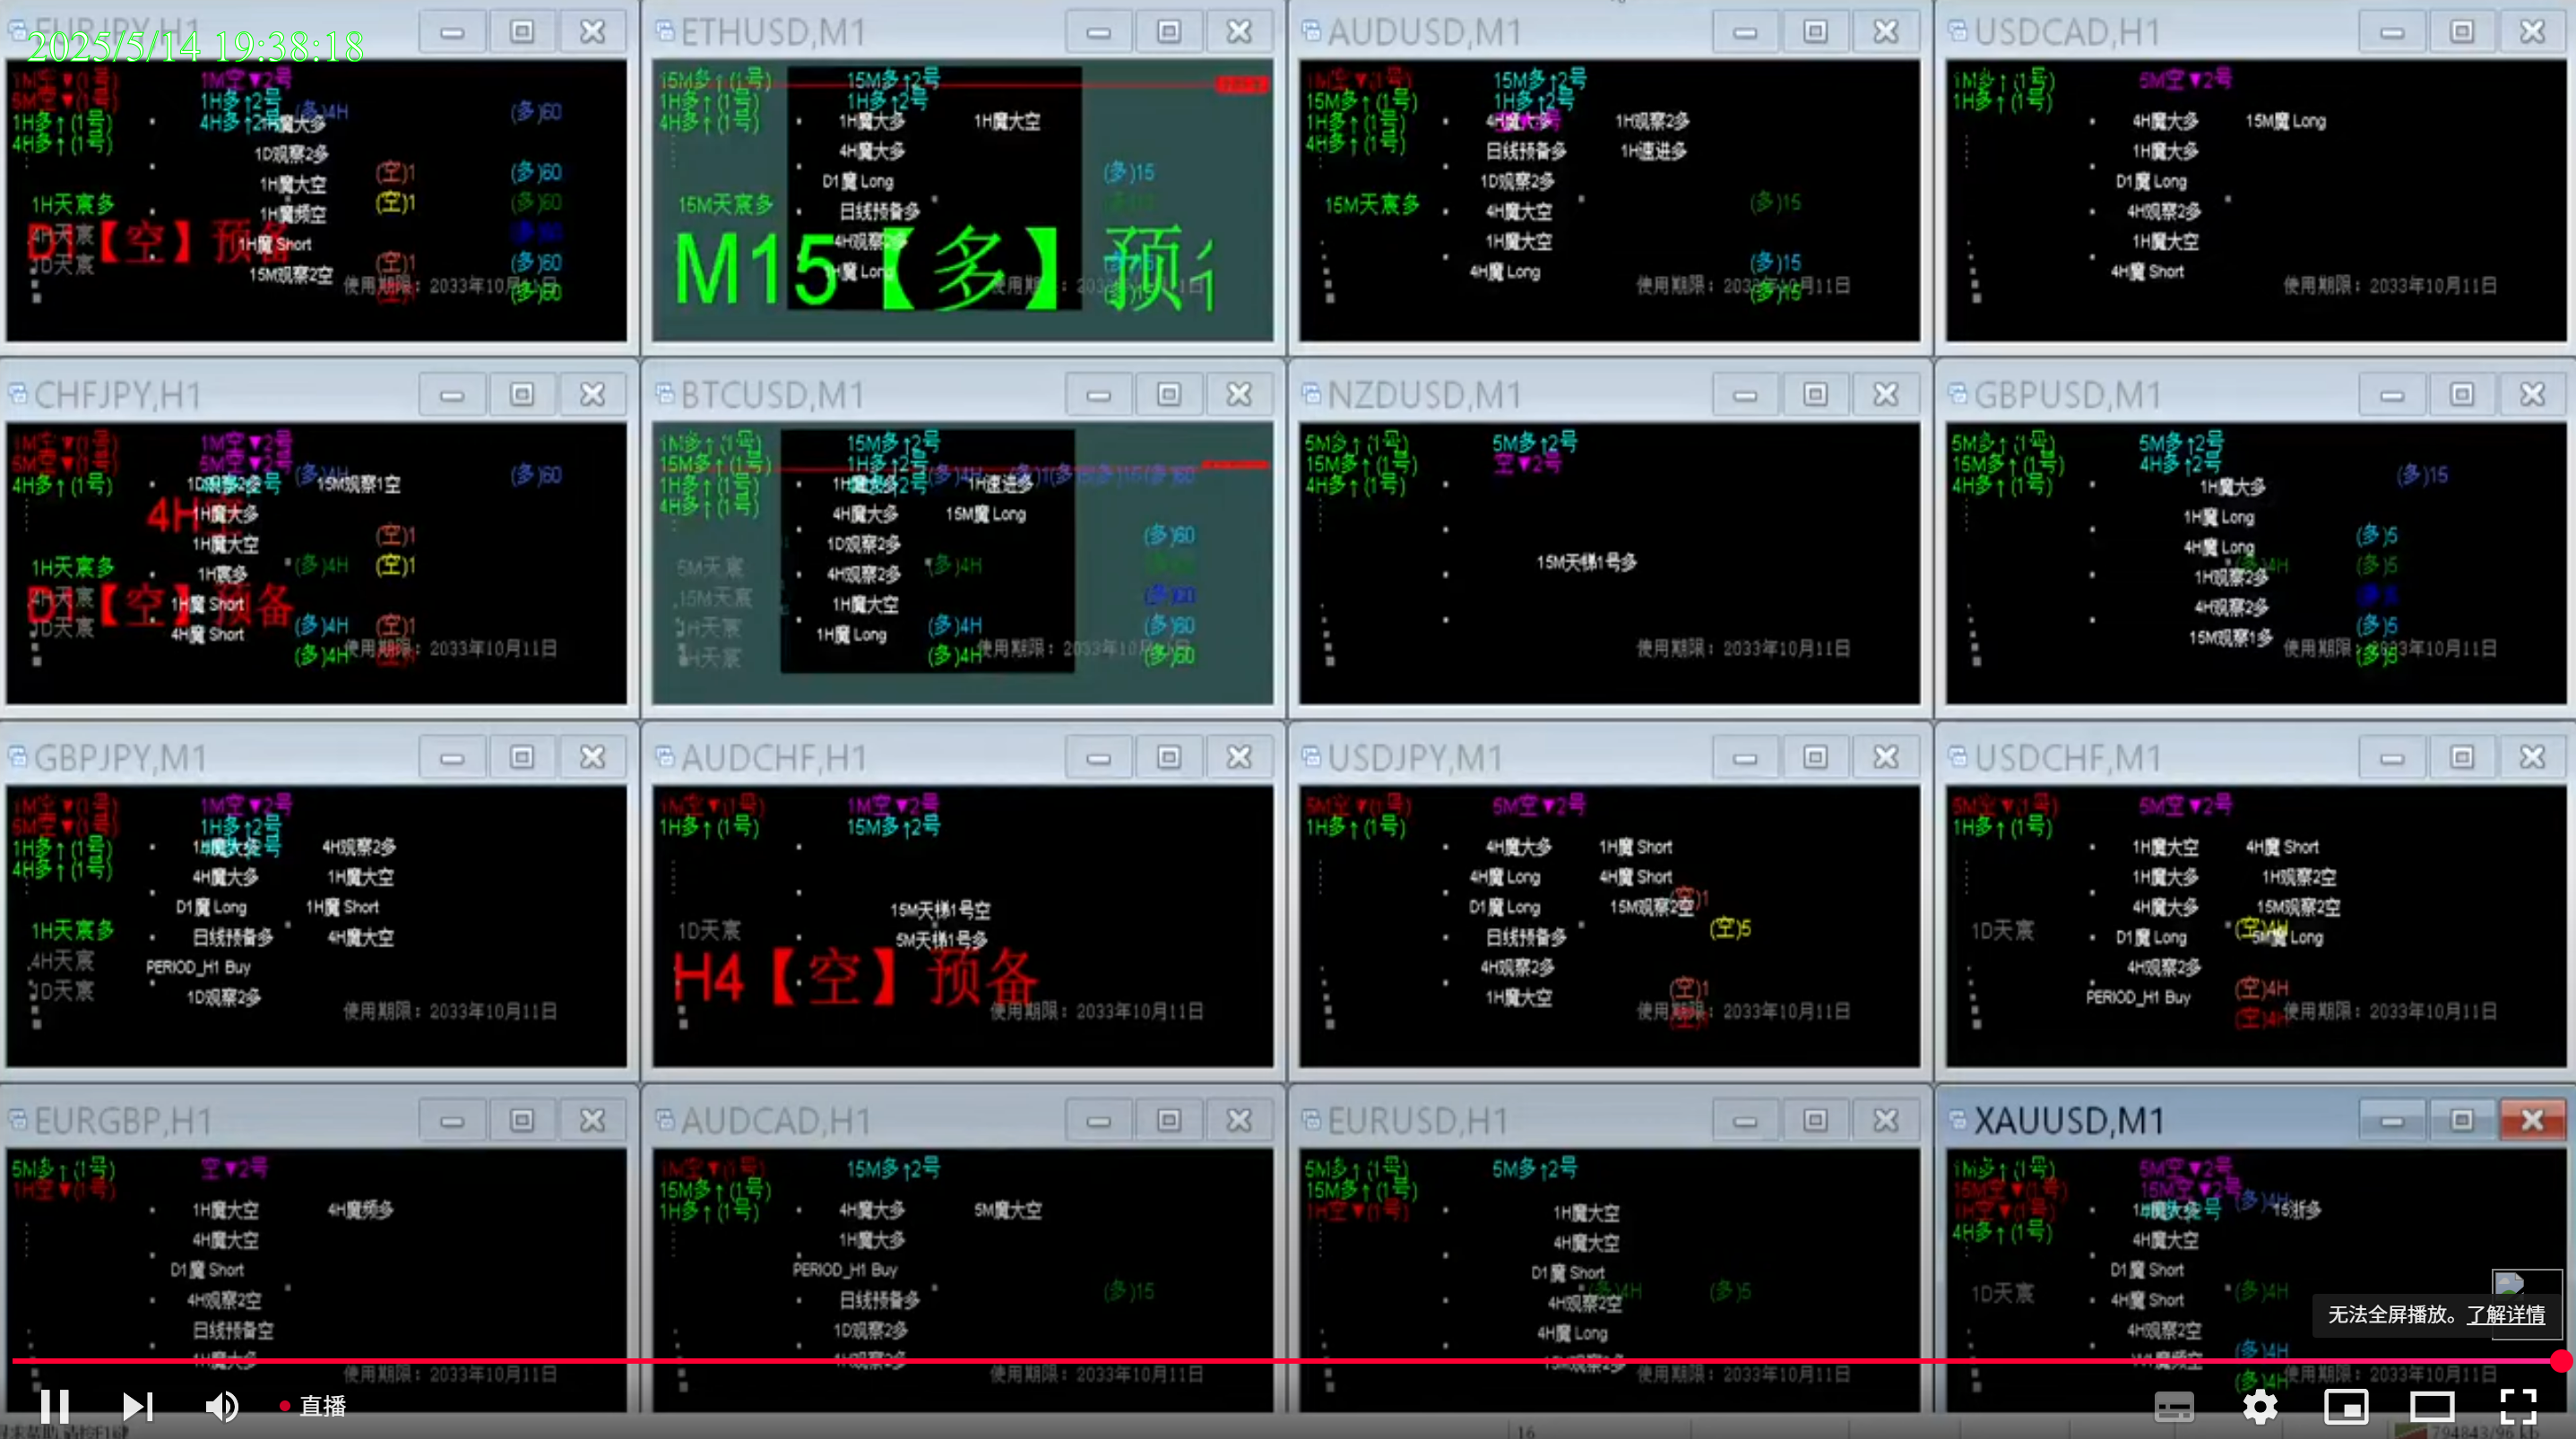 EURJPY,H1
2025/5/14 19:38:18
1M空▼(1号)
5M空▼(1号)
1H多↑(1号)
4H多↑(1号)
1M空▼2号
1H多↑2号
4H多↑2号
(多)4H
(多)60
1H魔大多
1D观察2多
1H魔大空
1H魔频空
1H魔 Short
15M观察2空
(空)1
(空)1
(空)1
(多)60
(多)60
(多)60
(多)60
1H天宸多
4H天宸
1D天宸
D1【空】预备
使用期限：2033年10月11日
ETHUSD,M1
15M多↑(1号)
1H多↑(1号)
4H多↑(1号)
15M多↑2号
1H多↑2号
1H魔大多
1H魔大空
4H魔大多
D1魔 Long
日线预备多
4H观察2多
1H魔 Long
(多)15
15M天宸多
M15【多】预
AUDUSD,M1
1M空▼(1号)
15M多↑(1号)
1H多↑(1号)
4H多↑(1号)
15M多↑2号
1H多↑2号
4H魔大多
1H观察2多
日线预备多
1H速进多
1D观察2多
4H魔大空
1H魔大空
4H魔 Long
15M天宸多
(多)15
(多)15
(多)15
使用期限：2033年10月11日
USDCAD,H1
1M多↑(1号)
1H多↑(1号)
5M空▼2号
4H魔大多
15M魔 Long
1H魔大多
D1魔 Long
4H观察2多
1H魔大空
4H魔 Short
使用期限：2033年10月11日
CHFJPY,H1
1M空▼(1号)
5M空▼(1号)
4H多↑(1号)
1M空▼2号
5M空▼2号
(多)4H
(多)60
1D观察2多
15M观察1空
1H魔大多
1H魔大空
1H宸多
1H魔 Short
4H魔 Short
(空)1
(多)4H
(空)1
(多)4H
(空)1
(多)4H
1H天宸多
4H天宸
1D天宸
【空】预备
使用期限：2033年10月11日
BTCUSD,M1
1M多↑(1号)
15M多↑(1号)
1H多↑(1号)
4H多↑(1号)
15M多↑2号
1H多↑2号
1H速进多
4H魔大多
15M魔 Long
1D观察2多
4H观察2多
1H魔大空
1H魔 Long
(多)60
(多)4H
(多)60
(多)4H
(多)60
(多)4H
(多)60
5M天宸
15M天宸
1H天宸
4H天宸
使用期限：2033年10月11日
NZDUSD,M1
5M多↑(1号)
15M多↑(1号)
4H多↑(1号)
5M多↑2号
空▼2号
15M天梯1号多
使用期限：2033年10月11日
GBPUSD,M1
5M多↑(1号)
15M多↑(1号)
4H多↑(1号)
5M多↑2号
4H多↑2号
(多)15
1H魔大多
1H魔 Long
4H魔 Long
1H观察2多
4H观察2多
15M观察1多
(多)5
(多)5
(多)5
(多)5
使用期限：2033年10月11日
GBPJPY,M1
1M空▼(1号)
5M空▼(1号)
1H多↑(1号)
4H多↑(1号)
1M空▼2号
1H多↑2号
4H观察2多
4H魔大多
1H魔大空
D1魔 Long
1H魔 Short
日线预备多
4H魔大空
PERIOD_H1 Buy
1D观察2多
1H天宸多
4H天宸
1D天宸
使用期限：2033年10月11日
AUDCHF,H1
1M空▼(1号)
1H多↑(1号)
1M空▼2号
15M多↑2号
15M天梯1号空
5M天梯1号多
1D天宸
H4【空】预备
使用期限：2033年10月11日
USDJPY,M1
5M空▼(1号)
1H多↑(1号)
5M空▼2号
4H魔大多
1H魔 Short
4H魔 Long
4H魔 Short
D1魔 Long
15M观察2空
日线预备多
4H观察2多
1H魔大空
(空)1
(空)5
(空)1
使用期限：2033年10月11日
USDCHF,M1
5M空▼(1号)
1H多↑(1号)
5M空▼2号
1H魔大空
4H魔 Short
1H魔大多
1H观察2空
4H魔大多
15M观察2空
D1魔 Long
5M魔 Long
4H观察2多
PERIOD_H1 Buy
(空)4H
(空)4H
(空)4H
1D天宸
使用期限：2033年10月11日
EURGBP,H1
5M多↑(1号)
1H空▼(1号)
空▼2号
1H魔大空
4H魔频多
4H魔大空
D1魔 Short
4H观察2空
日线预备空
4H魔大多
使用期限：2033年10月11日
AUDCAD,H1
1M空▼(1号)
15M多↑(1号)
1H多↑(1号)
15M多↑2号
4H魔大多
5M魔大空
1H魔大多
PERIOD_H1 Buy
日线预备多
1D观察2多
4H观察2多
(多)15
使用期限：2033年10月11日
EURUSD,H1
5M多↑(1号)
15M多↑(1号)
1H空▼(1号)
5M多↑2号
1H魔大空
4H魔大空
D1魔 Short
4H观察2空
4H魔 Long
15M观察2多
(多)4H
(多)5
使用期限：2033年10月11日
XAUUSD,M1
1M多↑(1号)
15M空▼(1号)
1H空▼(1号)
4H多↑(1号)
5M空▼2号
15M空▼2号
(多)4H
15浙多
4H魔大空
D1魔 Short
4H魔 Short
4H观察2空
(多)4H
(多)4H
(多)4H
1D天宸
使用期限：2033年10月11日
无法全屏播放。了解详情
直播
16
794843/96 kb